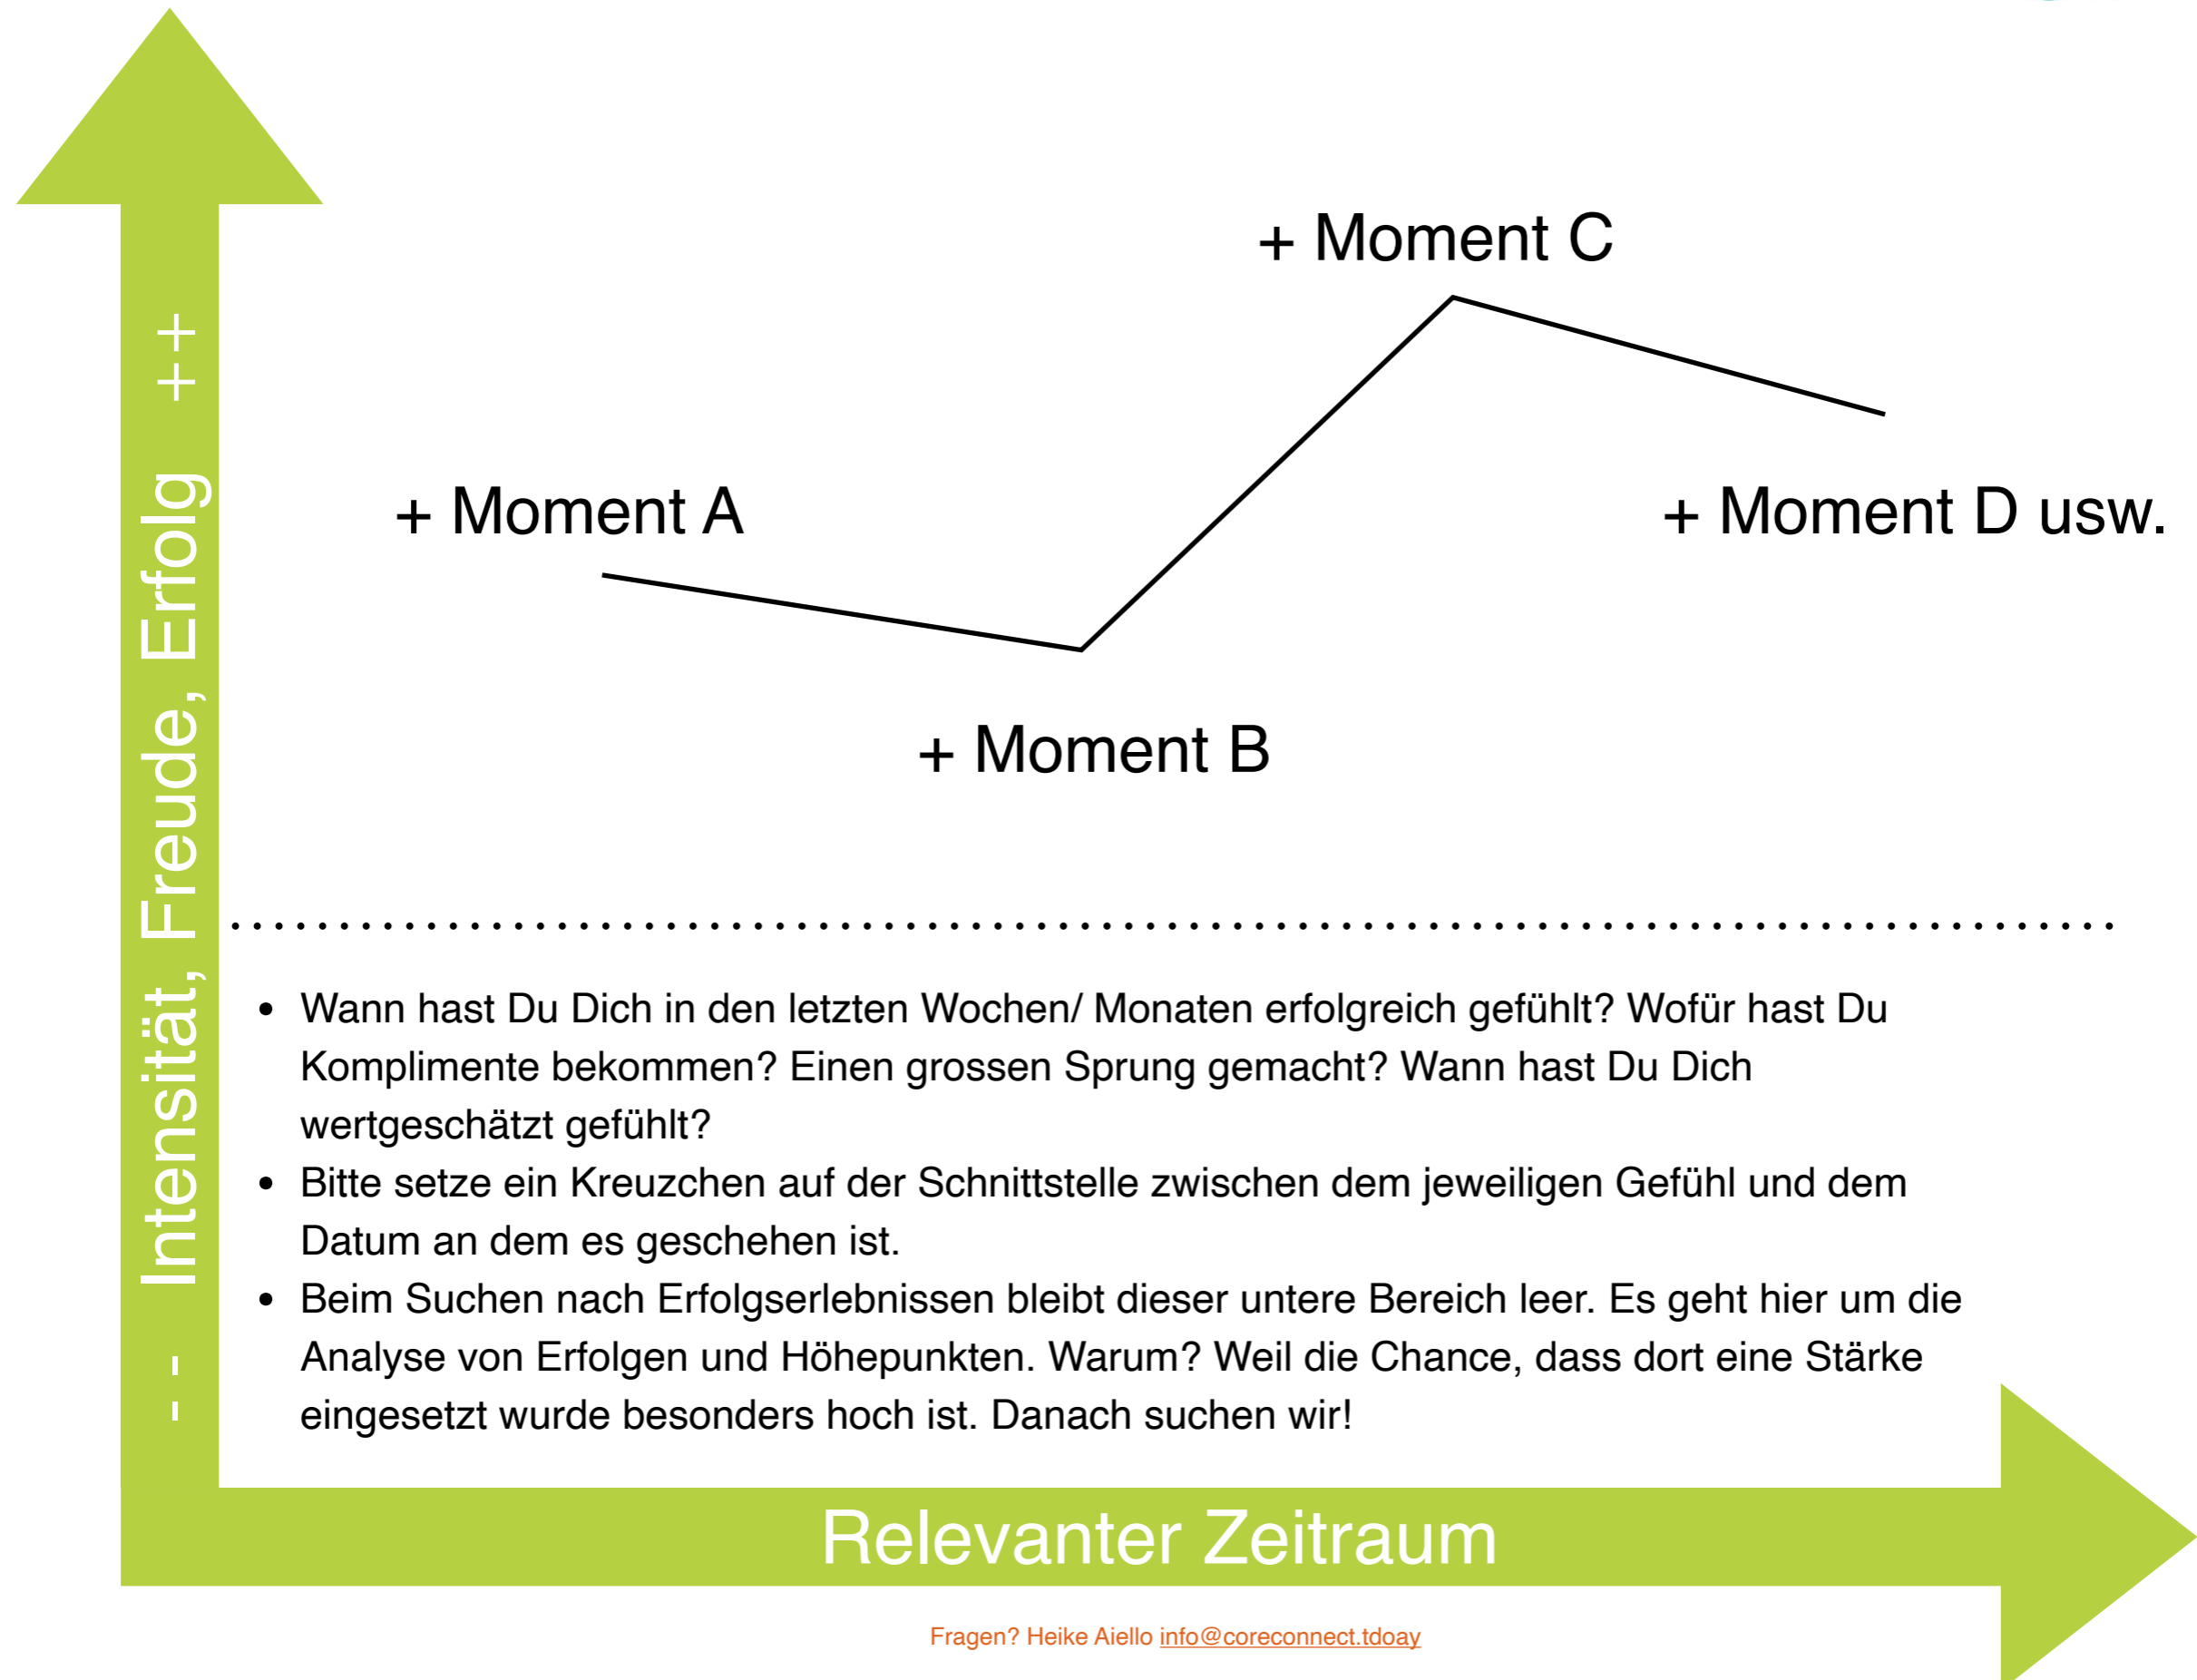 + Moment C
+ Moment A
+ Moment D usw.
+ Moment B
- - Intensität, Freude, Erfolg ++
• Wann hast Du Dich in den letzten Wochen/ Monaten erfolgreich gefühlt? Wofür hast Du
Komplimente bekommen? Einen grossen Sprung gemacht? Wann hast Du Dich
wertgeschätzt gefühlt?
• Bitte setze ein Kreuzchen auf der Schnittstelle zwischen dem jeweiligen Gefühl und dem
Datum an dem es geschehen ist.
• Beim Suchen nach Erfolgserlebnissen bleibt dieser untere Bereich leer. Es geht hier um die
Analyse von Erfolgen und Höhepunkten. Warum? Weil die Chance, dass dort eine Stärke
eingesetzt wurde besonders hoch ist. Danach suchen wir!
Relevanter Zeitraum
Fragen? Heike Aiello info@coreconnect.tdoay